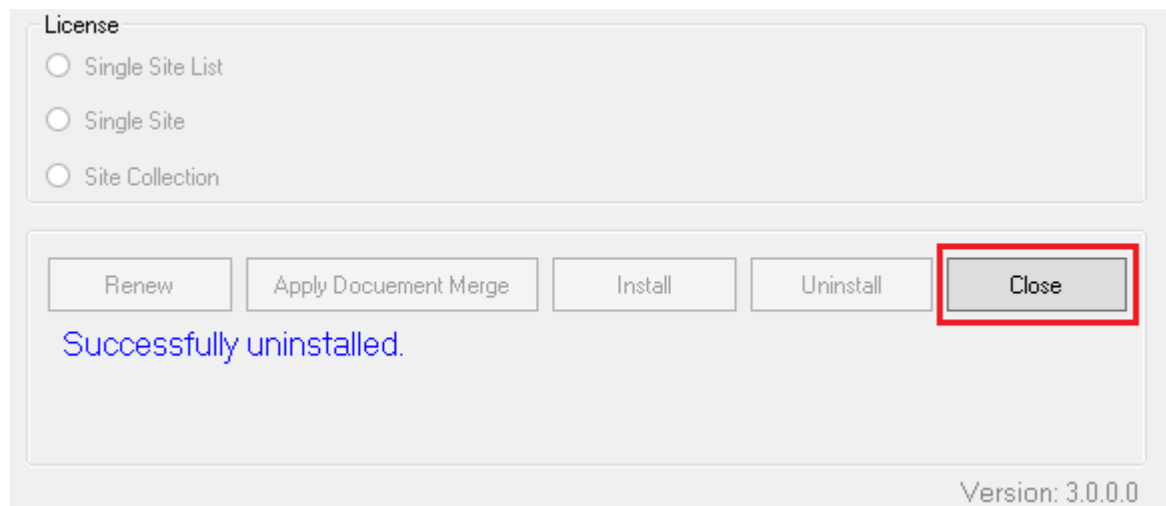 License
Single Site List
Single Site
Site Collection
Renew Apply Docuement Merge Install Uninstall Close
Successfully uninstalled.
Version: 3.0.0.0